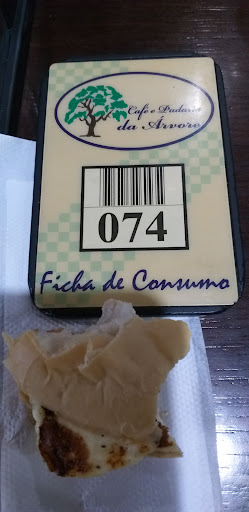 Café e Padaria
da Árvore
074
Ficha de Consumo